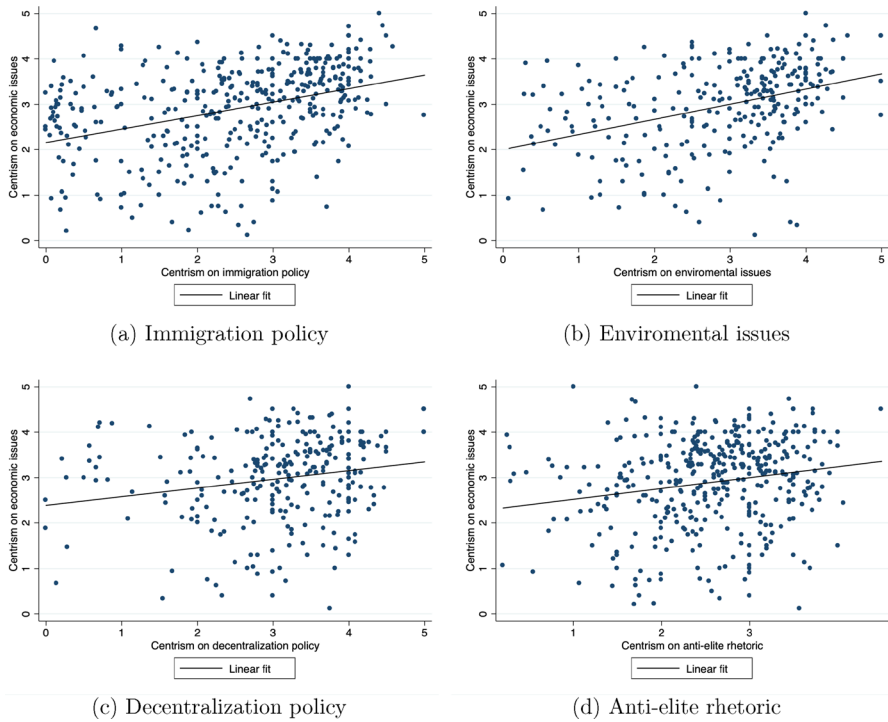 Centrism on economic issues
5
4
3
2
1
0
0 1 2 3 4 5
Centrism on immigration policy
Linear fit
(a) Immigration policy
Centrism on economic issues
5
4
3
2
1
0
0 1 2 3 4 5
Centrism on enviromental issues
Linear fit
(b) Enviromental issues
Centrism on economic issues
5
4
3
2
1
0
0 1 2 3 4 5
Centrism on decentralization policy
Linear fit
(c) Decentralization policy
Centrism on economic issues
5
4
3
2
1
0
1 2 3
Centrism on anti-elite rhetoric
Linear fit
(d) Anti-elite rhetoric